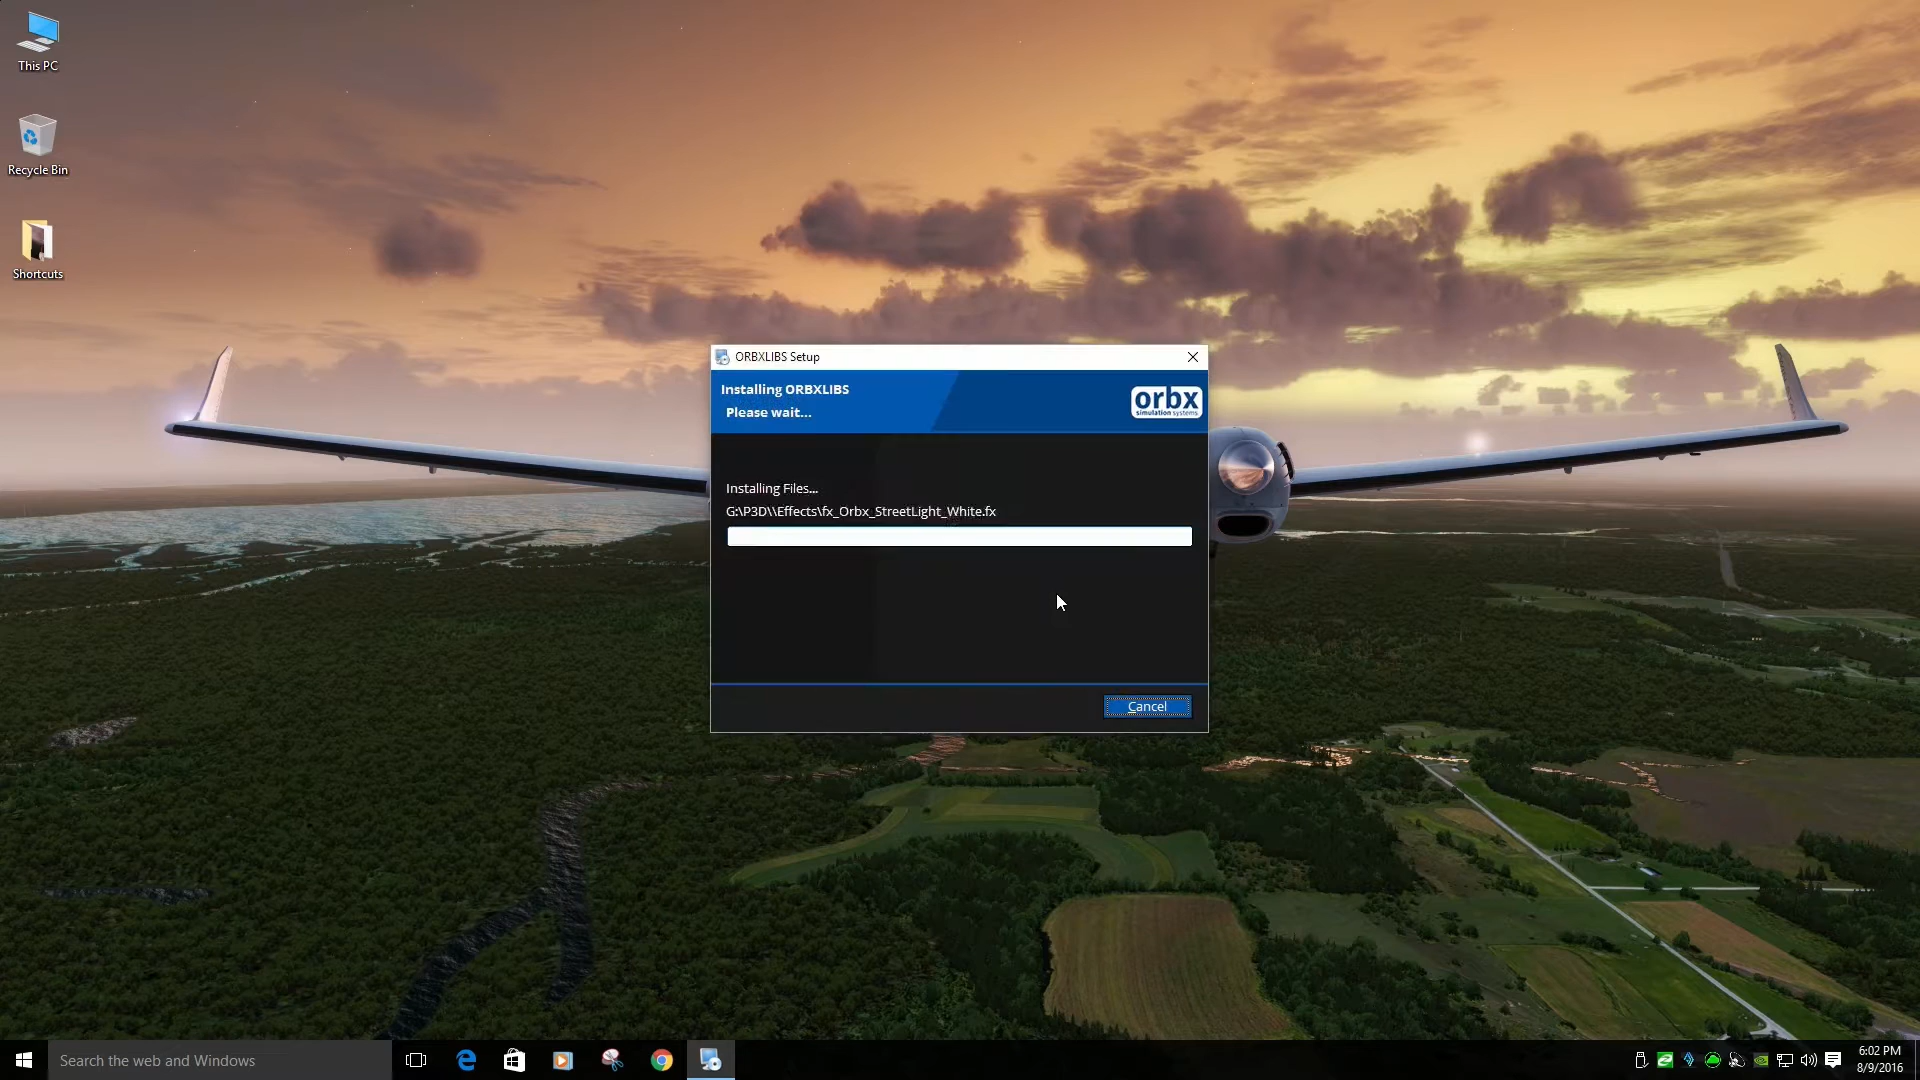 This PC
Recycle Bin
Shortcuts
ORBXLIBS Setup
Installing ORBXLIBS
Please wait...
orbx
simulation systems
Installing Files...
G:\P3D\\Effects\fx_Orbx_StreetLight_White.fx
Cancel
Search the web and Windows
6:02 PM
8/9/2016